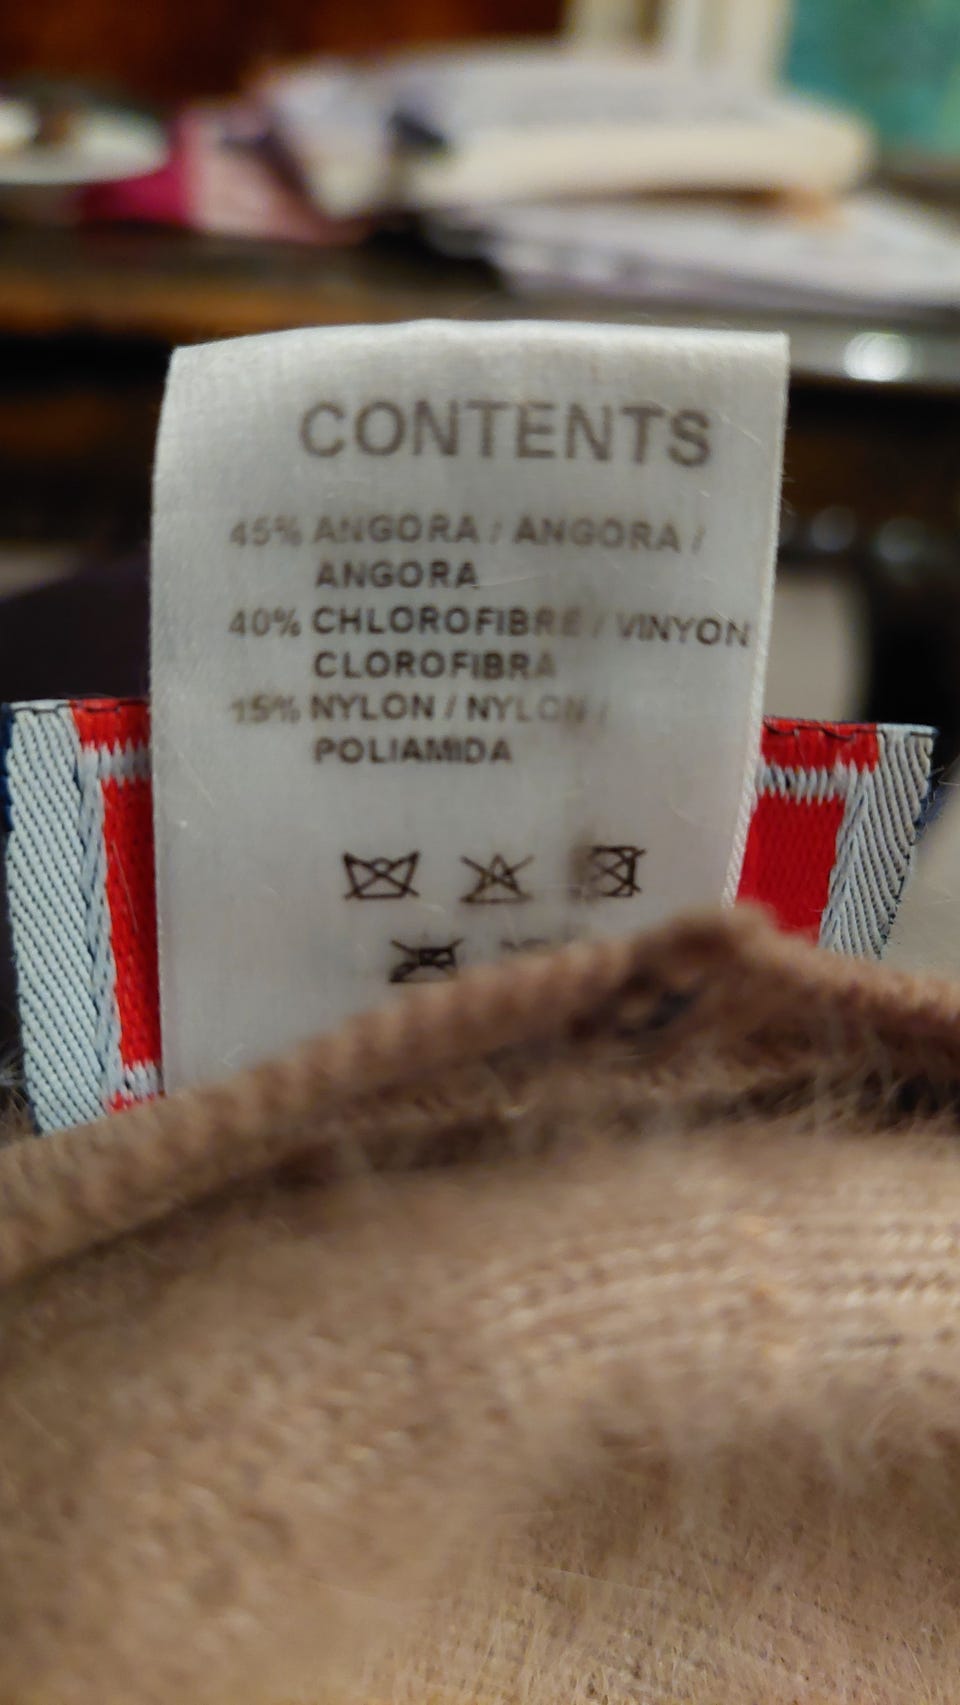 CONTENTS
45% ANGORA / ANGORA /
ANGORA
40% CHLOROFIBRE / VINYON
CLOROFIBRA
15% NYLON / NYLON /
POLIAMIDA